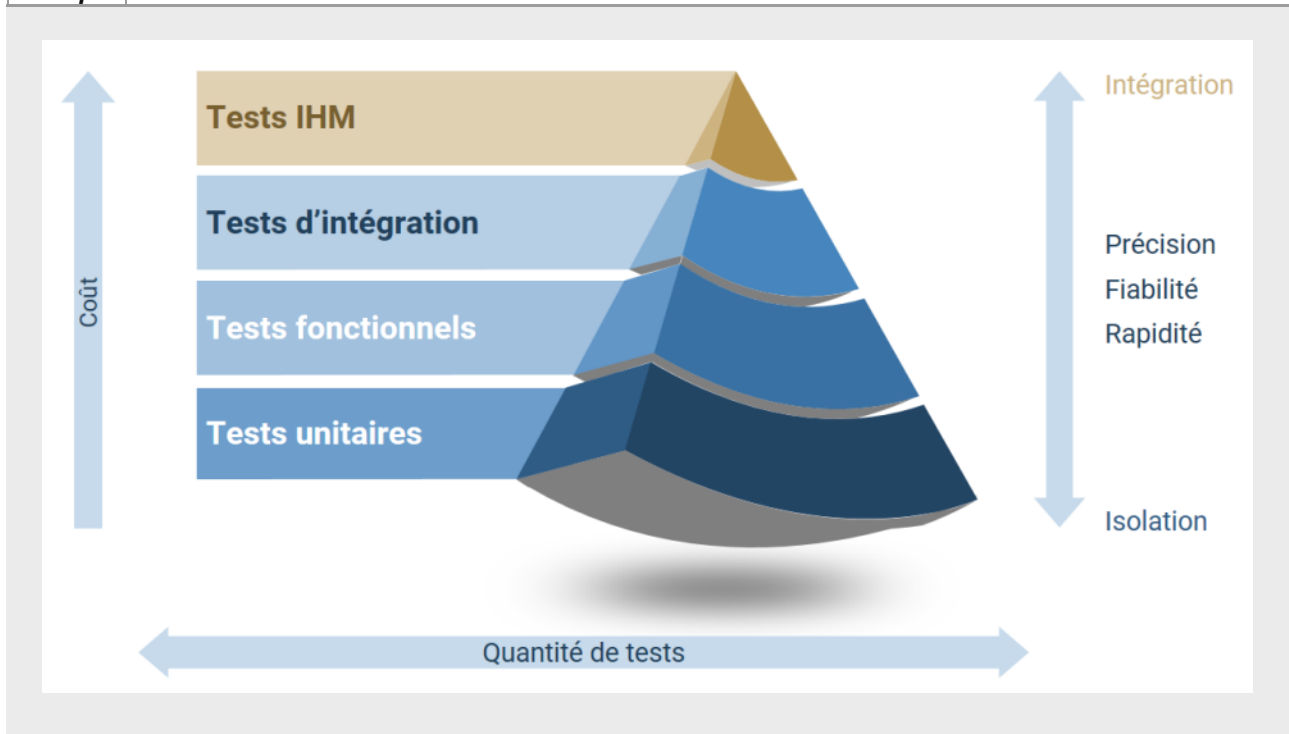 Tests IHM
Tests d’intégration
Tests fonctionnels
Tests unitaires
Coût
Intégration
Précision
Fiabilité
Rapidité
Isolation
Quantité de tests